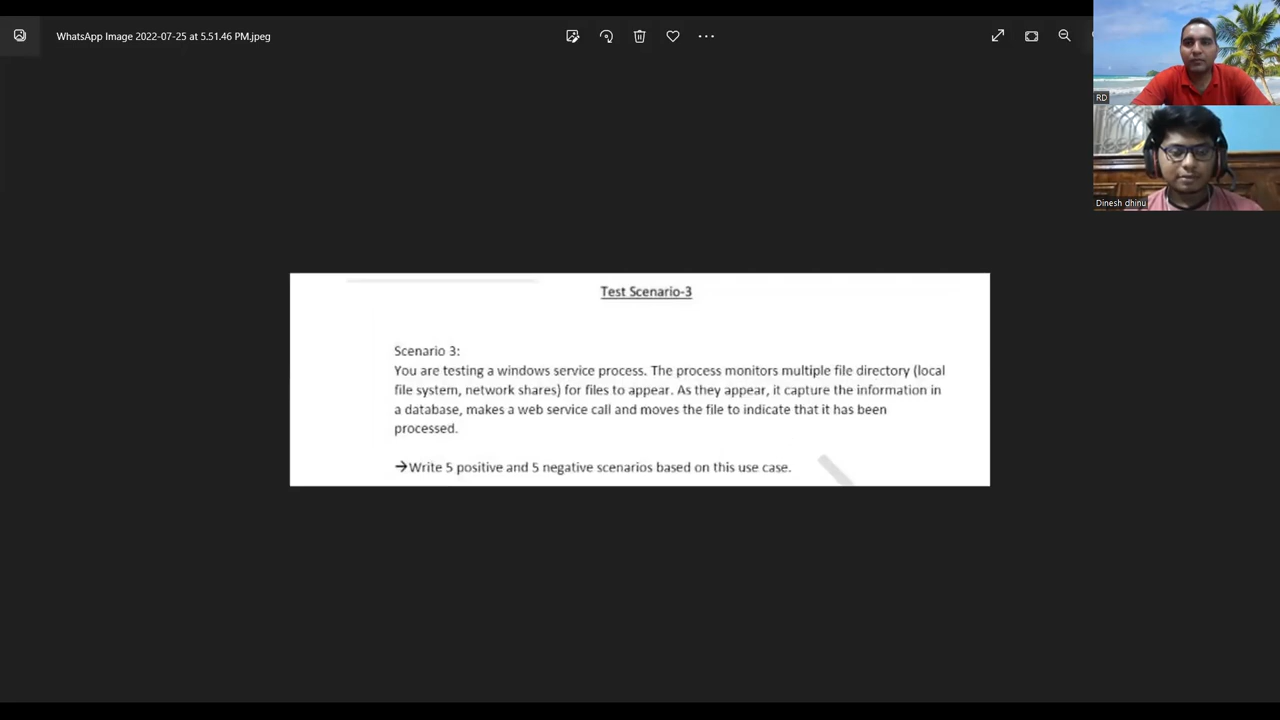 WhatsApp Image 2022-07-25 at 5.51.46 PM.jpeg
RD
Dinesh dhinu
Test Scenario-3
Scenario 3:
You are testing a windows service process. The process monitors multiple file directory (local
file system, network shares) for files to appear. As they appear, it capture the information in
a database, makes a web service call and moves the file to indicate that it has been
processed.
→Write 5 positive and 5 negative scenarios based on this use case.